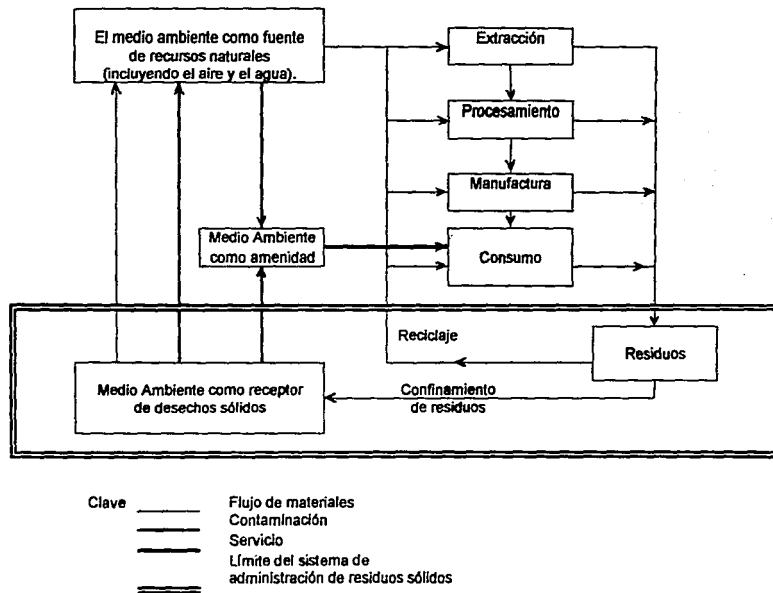 El medio ambiente como fuente
de recursos naturales
(incluyendo el aire y el agua).
Extracción
Procesamiento
Manufactura
Medio Ambiente
como amenidad
Consumo
Reciclaje
Residuos
Medio Ambiente como receptor
de desechos sólidos
Confinamiento
de residuos
Clave
Flujo de materiales
Contaminación
Servicio
Límite del sistema de
administración de residuos sólidos